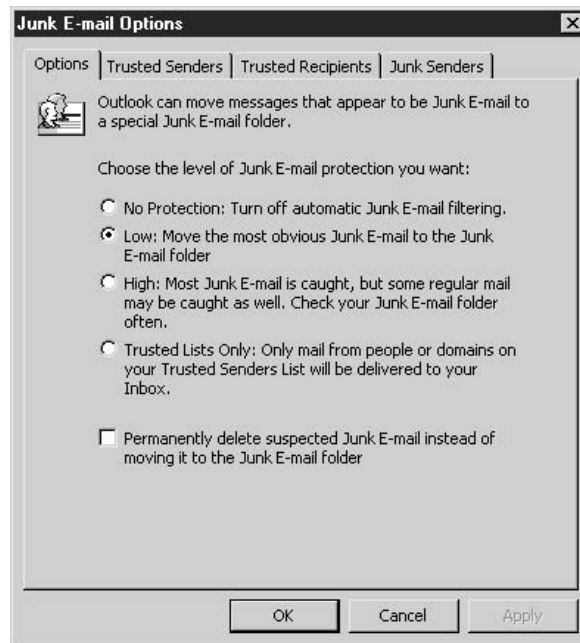 Junk E-mail Options
Options
Trusted Senders
Trusted Recipients
Junk Senders
Outlook can move messages that appear to be Junk E-mail to
a special Junk E-mail folder.
Choose the level of Junk E-mail protection you want:
No Protection: Turn off automatic Junk E-mail filtering.
Low: Move the most obvious Junk E-mail to the Junk
E-mail folder
High: Most Junk E-mail is caught, but some regular mail
may be caught as well. Check your Junk E-mail folder
often.
Trusted Lists Only: Only mail from people or domains on
your Trusted Senders List will be delivered to your
Inbox.
Permanently delete suspected Junk E-mail instead of
moving it to the Junk E-mail folder
OK
Cancel
Apply